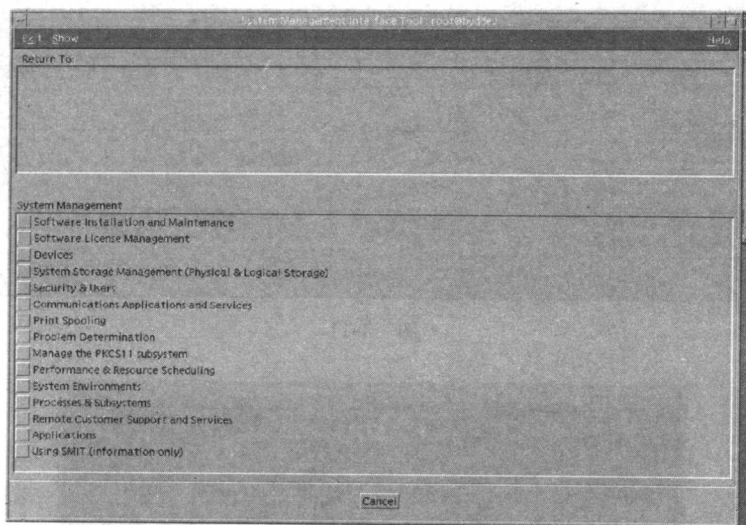 System Management Interface Tool : root@byddev
Exit Show Help
Return To:
System Management
Software Installation and Maintenance
Software License Management
Devices
System Storage Management (Physical & Logical Storage)
Security & Users
Communications Applications and Services
Print Spooling
Problem Determination
Manage the PKCS11 subsystem
Performance & Resource Scheduling
System Environments
Processes & Subsystems
Remote Customer Support and Services
Applications
Using SMIT (information only)
Cancel